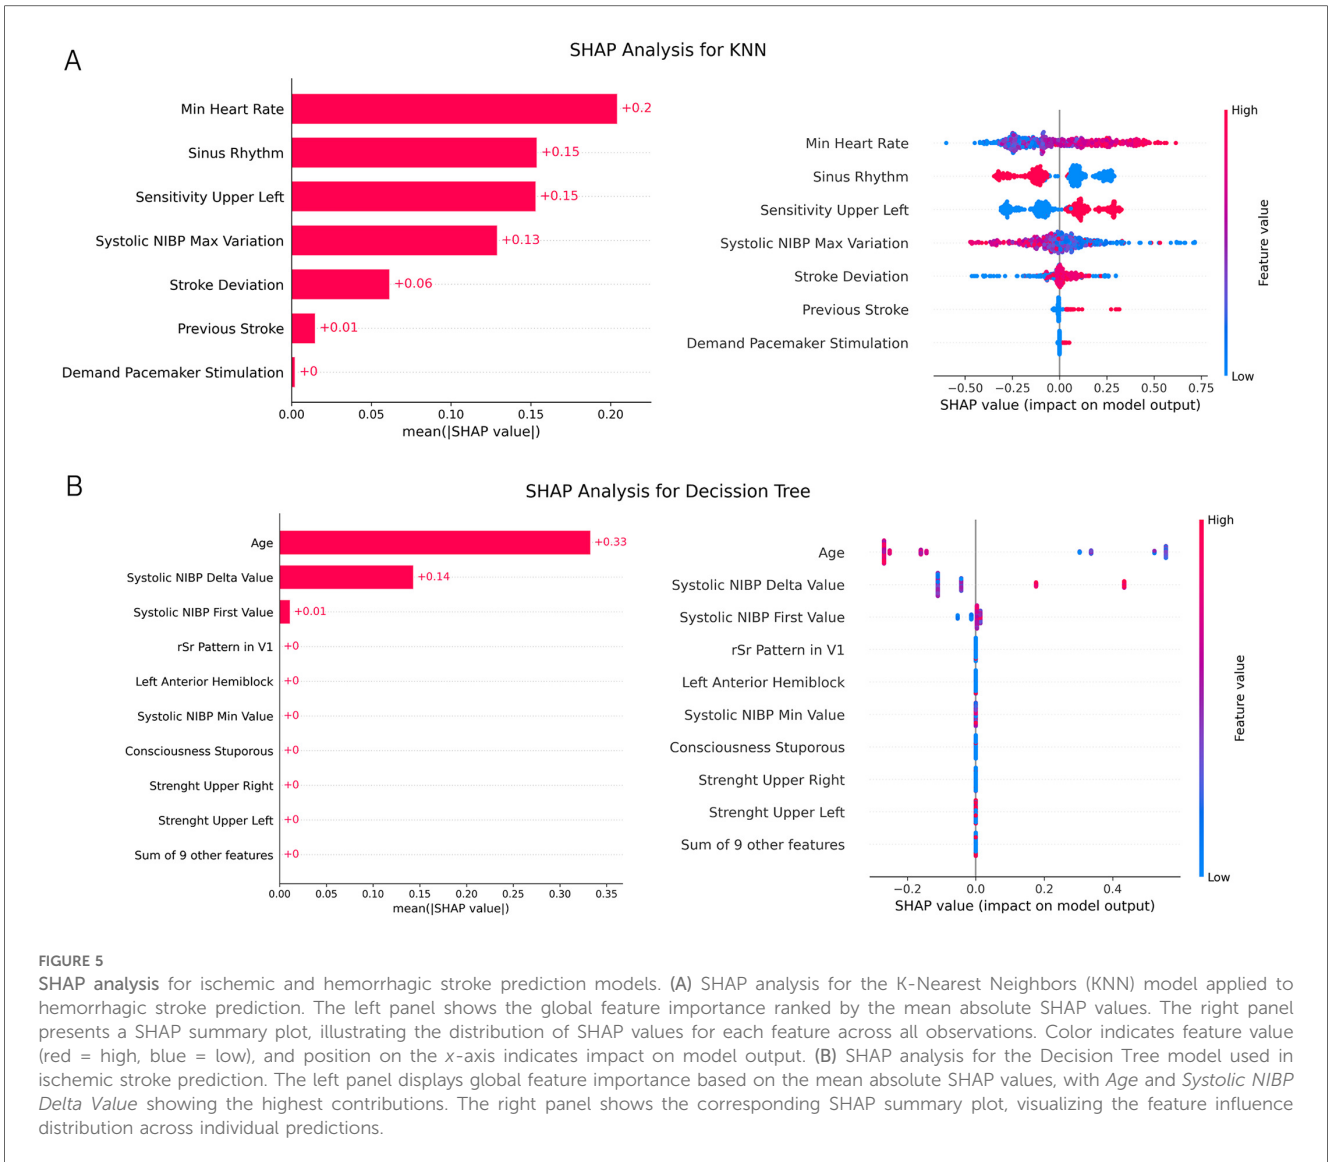 A
SHAP Analysis for KNN
Min Heart Rate
+0.2
Sinus Rhythm
+0.15
Sensitivity Upper Left
+0.15
Systolic NIBP Max Variation
+0.13
Stroke Deviation
+0.06
Previous Stroke
+0.01
Demand Pacemaker Stimulation
+0
0.00 0.05 0.10 0.15 0.20
mean(|SHAP value|)
High
Min Heart Rate
Sinus Rhythm
Sensitivity Upper Left
Systolic NIBP Max Variation
Stroke Deviation
Previous Stroke
Demand Pacemaker Stimulation
Feature value
Low
−0.50 −0.25 0.00 0.25 0.50 0.75
SHAP value (impact on model output)
B
SHAP Analysis for Decission Tree
Age
+0.33
Systolic NIBP Delta Value
+0.14
Systolic NIBP First Value
+0.01
rSr Pattern in V1
+0
Left Anterior Hemiblock
+0
Systolic NIBP Min Value
+0
Consciousness Stuporous
+0
Strenght Upper Right
+0
Strenght Upper Left
+0
Sum of 9 other features
+0
0.00 0.05 0.10 0.15 0.20 0.25 0.30 0.35
mean(|SHAP value|)
High
Age
Systolic NIBP Delta Value
Systolic NIBP First Value
rSr Pattern in V1
Left Anterior Hemiblock
Systolic NIBP Min Value
Consciousness Stuporous
Strenght Upper Right
Strenght Upper Left
Sum of 9 other features
Feature value
Low
−0.2 0.0 0.2 0.4
SHAP value (impact on model output)
FIGURE 5
SHAP analysis for ischemic and hemorrhagic stroke prediction models. (A) SHAP analysis for the K-Nearest Neighbors (KNN) model applied to
hemorrhagic stroke prediction. The left panel shows the global feature importance ranked by the mean absolute SHAP values. The right panel
presents a SHAP summary plot, illustrating the distribution of SHAP values for each feature across all observations. Color indicates feature value
(red = high, blue = low), and position on the x-axis indicates impact on model output. (B) SHAP analysis for the Decision Tree model used in
ischemic stroke prediction. The left panel displays global feature importance based on the mean absolute SHAP values, with Age and Systolic NIBP
Delta Value showing the highest contributions. The right panel shows the corresponding SHAP summary plot, visualizing the feature influence
distribution across individual predictions.